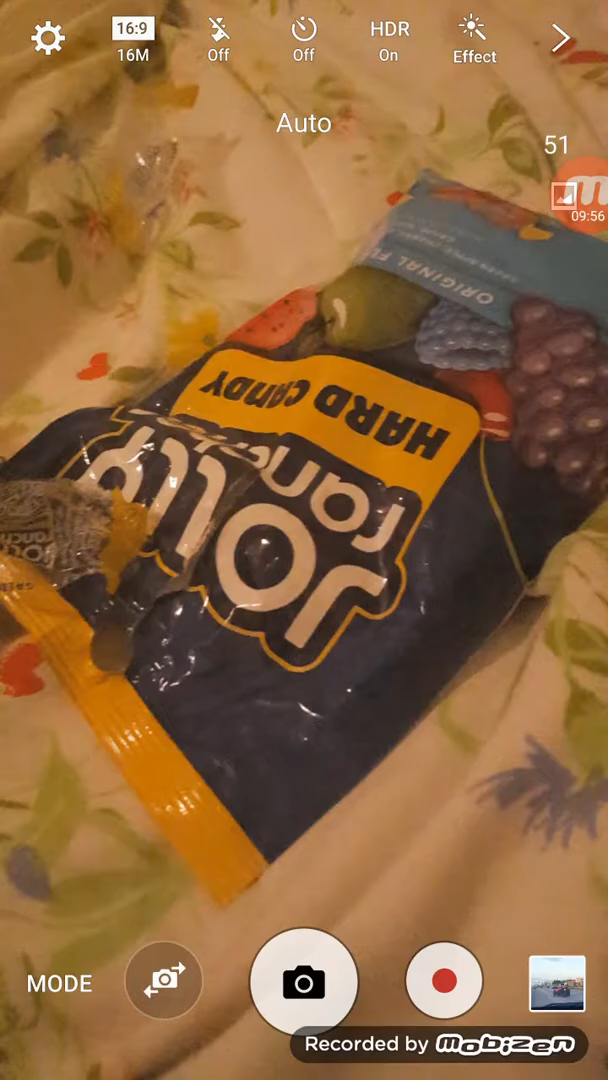 16:9
16M
Off
Off
HDR
On
Effect
Auto
51
09:56
ORIGINAL FL
HARD CANDY
JOLLY
rancher
MODE
Recorded by mobizen